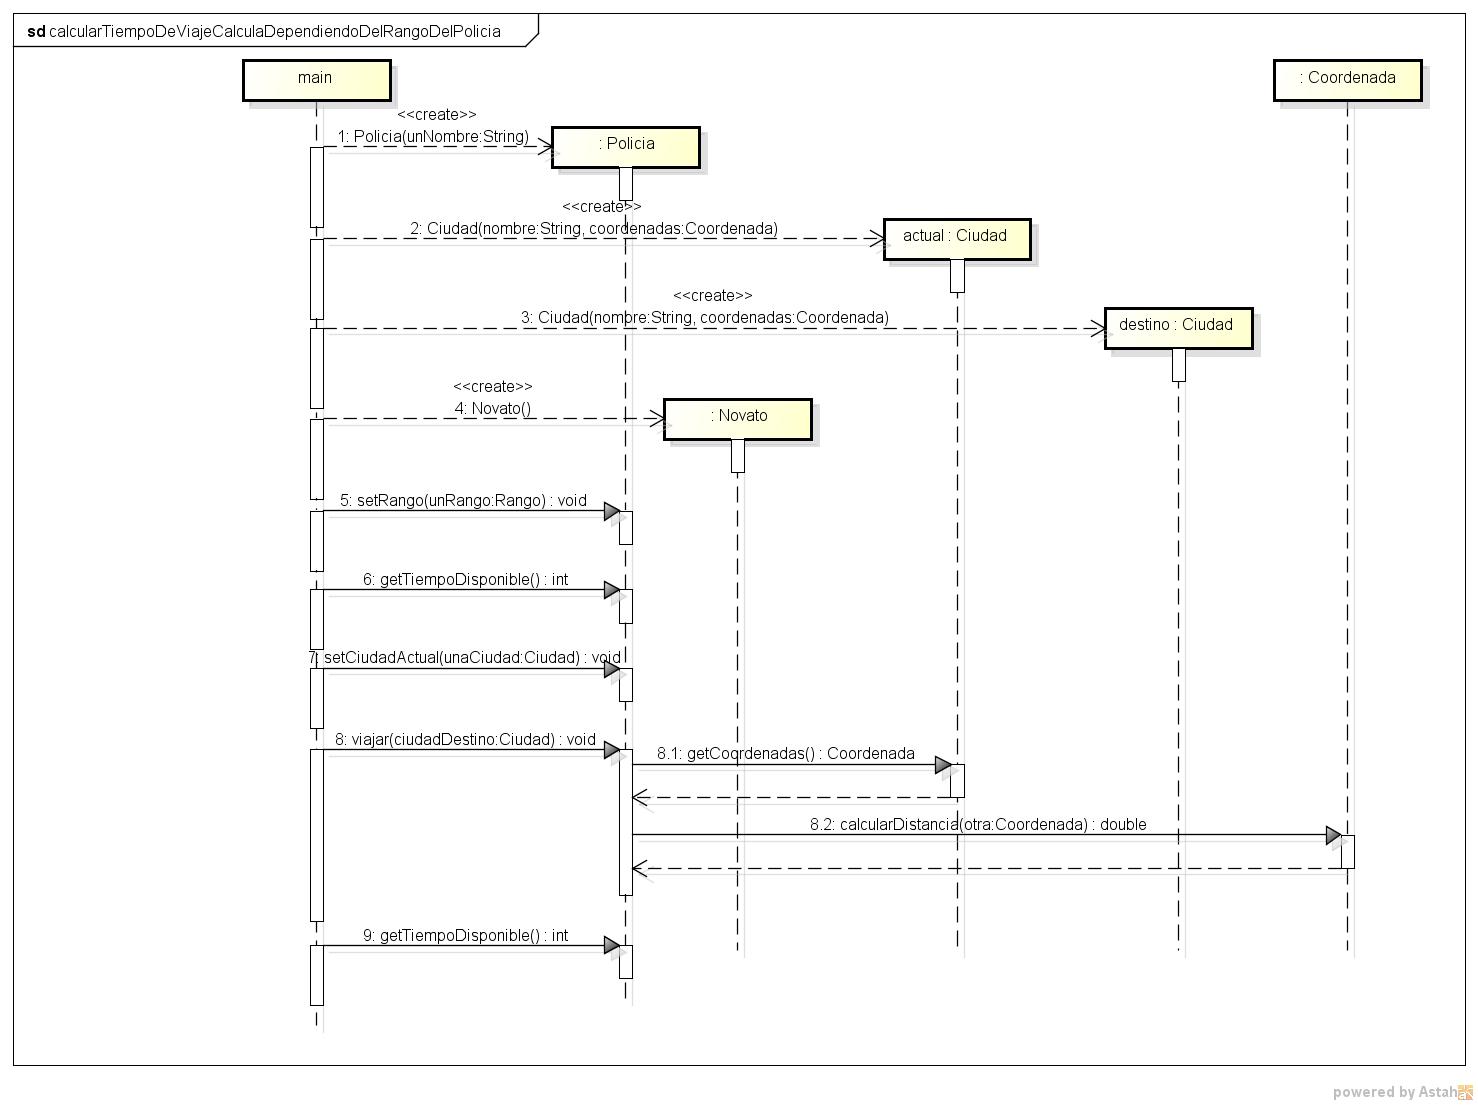 sd calcularTiempoDeViajeCalculaDependiendoDelRangoDelPolicia
main
: Coordenada
<<create>>
1: Policia(unNombre:String)
: Policia
<<create>>
2: Ciudad(nombre:String, coordenadas:Coordenada)
actual : Ciudad
<<create>>
3: Ciudad(nombre:String, coordenadas:Coordenada)
destino : Ciudad
<<create>>
4: Novato()
: Novato
5: setRango(unRango:Rango) : void
6: getTiempoDisponible() : int
7: setCiudadActual(unaCiudad:Ciudad) : void
8: viajar(ciudadDestino:Ciudad) : void
8.1: getCoordenadas() : Coordenada
8.2: calcularDistancia(otra:Coordenada) : double
9: getTiempoDisponible() : int
powered by Astah